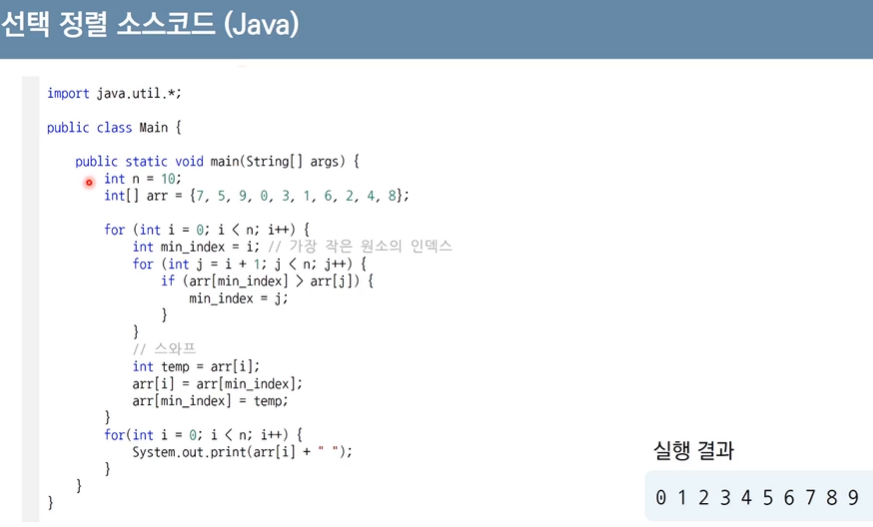 선택 정렬 소스코드 (Java)
import java.util.*;
public class Main {
public static void main(String[] args) {
int n = 10;
int[] arr = {7, 5, 9, 0, 3, 1, 6, 2, 4, 8};
for (int i = 0; i < n; i++) {
int min_index = i; // 가장 작은 원소의 인덱스
for (int j = i + 1; j < n; j++) {
if (arr[min_index] > arr[j]) {
min_index = j;
}
}
// 스와프
int temp = arr[i];
arr[i] = arr[min_index];
arr[min_index] = temp;
}
for(int i = 0; i < n; i++) {
System.out.print(arr[i] + " ");
}
}
}
실행 결과
0 1 2 3 4 5 6 7 8 9